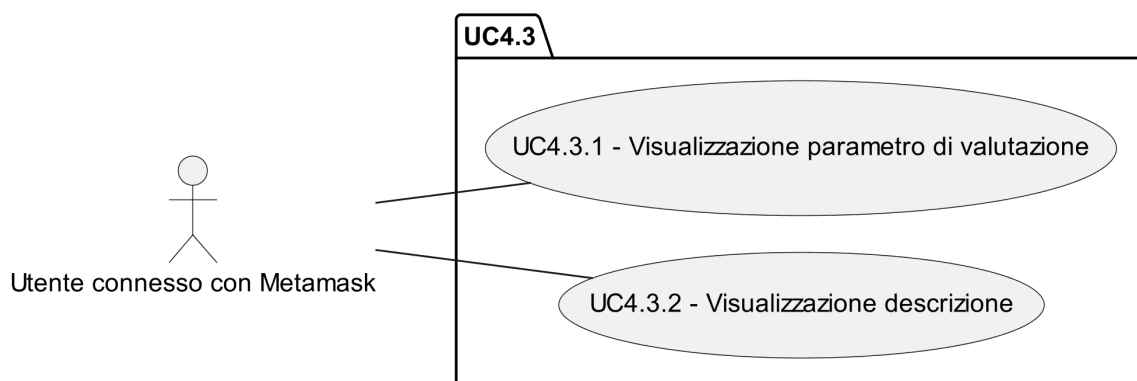 UC4.3
UC4.3.1 - Visualizzazione parametro di valutazione
Utente connesso con Metamask
UC4.3.2 - Visualizzazione descrizione